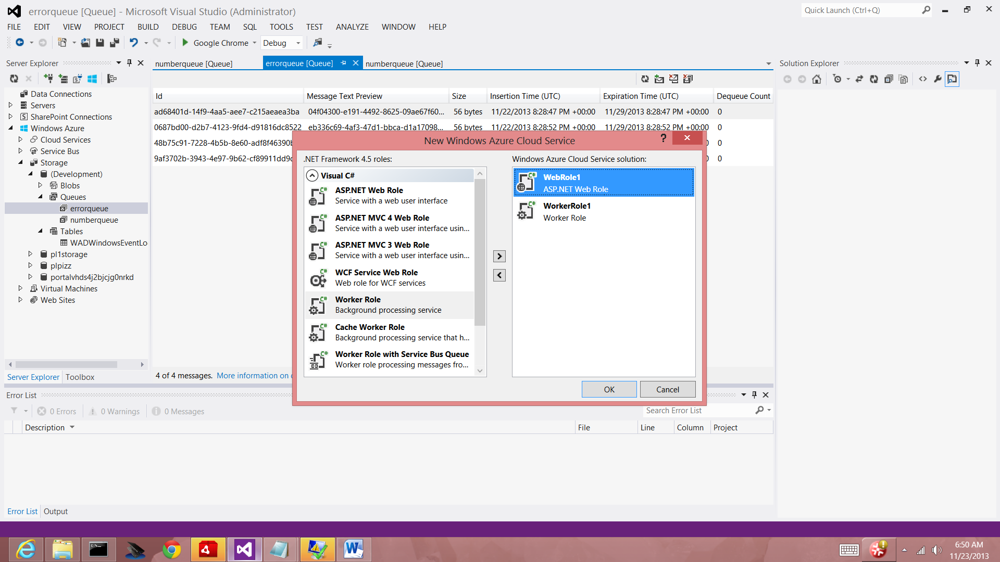 errorqueue [Queue] - Microsoft Visual Studio (Administrator)
Quick Launch (Ctrl+Q)
FILE EDIT VIEW PROJECT BUILD DEBUG TEAM SQL TOOLS TEST ANALYZE WINDOW HELP
Google Chrome Debug
Server Explorer
numberqueue [Queue] errorqueue [Queue] numberqueue [Queue]
Solution Explorer
Data Connections
Servers
SharePoint Connections
Windows Azure
Cloud Services
Service Bus
Storage
(Development)
Blobs
Queues
errorqueue
numberqueue
Tables
WADWindowsEventLo
pl1storage
plpizz
portalvhds4j2bjcjg0nrkd
Virtual Machines
Web Sites
Server Explorer Toolbox
Id Message Text Preview Size Insertion Time (UTC) Expiration Time (UTC) Dequeue Count
ad68401d-14f9-4aa5-aee7-c215aeaea3ba 04f04300-e191-4492-8625-09ae67f60... 56 bytes 11/22/2013 8:28:47 PM +00:00 11/29/2013 8:28:47 PM +00:00 0
0687bd00-d2b7-4123-9fd4-d91816dc8522 eb336c69-4af3-47d1-bbca-d1a17098... 56 bytes 11/22/2013 8:28:52 PM +00:00 11/29/2013 8:28:52 PM +00:00 0
48b75c91-7228-4b5b-8e60-adf8f46390b 0
9af3702b-3943-4e97-9b62-cf89911dd9c 0
4 of 4 messages. More information on
New Windows Azure Cloud Service
.NET Framework 4.5 roles:
Visual C#
ASP.NET Web Role
Service with a web user interface
ASP.NET MVC 4 Web Role
Service with a web user interface usin...
ASP.NET MVC 3 Web Role
Service with a web user interface usin...
WCF Service Web Role
Web role for WCF services
Worker Role
Background processing service
Cache Worker Role
Background processing service that h...
Worker Role with Service Bus Queue
Worker role processing messages fro...
Windows Azure Cloud Service solution:
WebRole1
ASP.NET Web Role
WorkerRole1
Worker Role
OK Cancel
Error List
0 Errors 0 Warnings 0 Messages
Search Error List
Description File Line Column Project
Error List Output
6:50 AM
11/23/2013